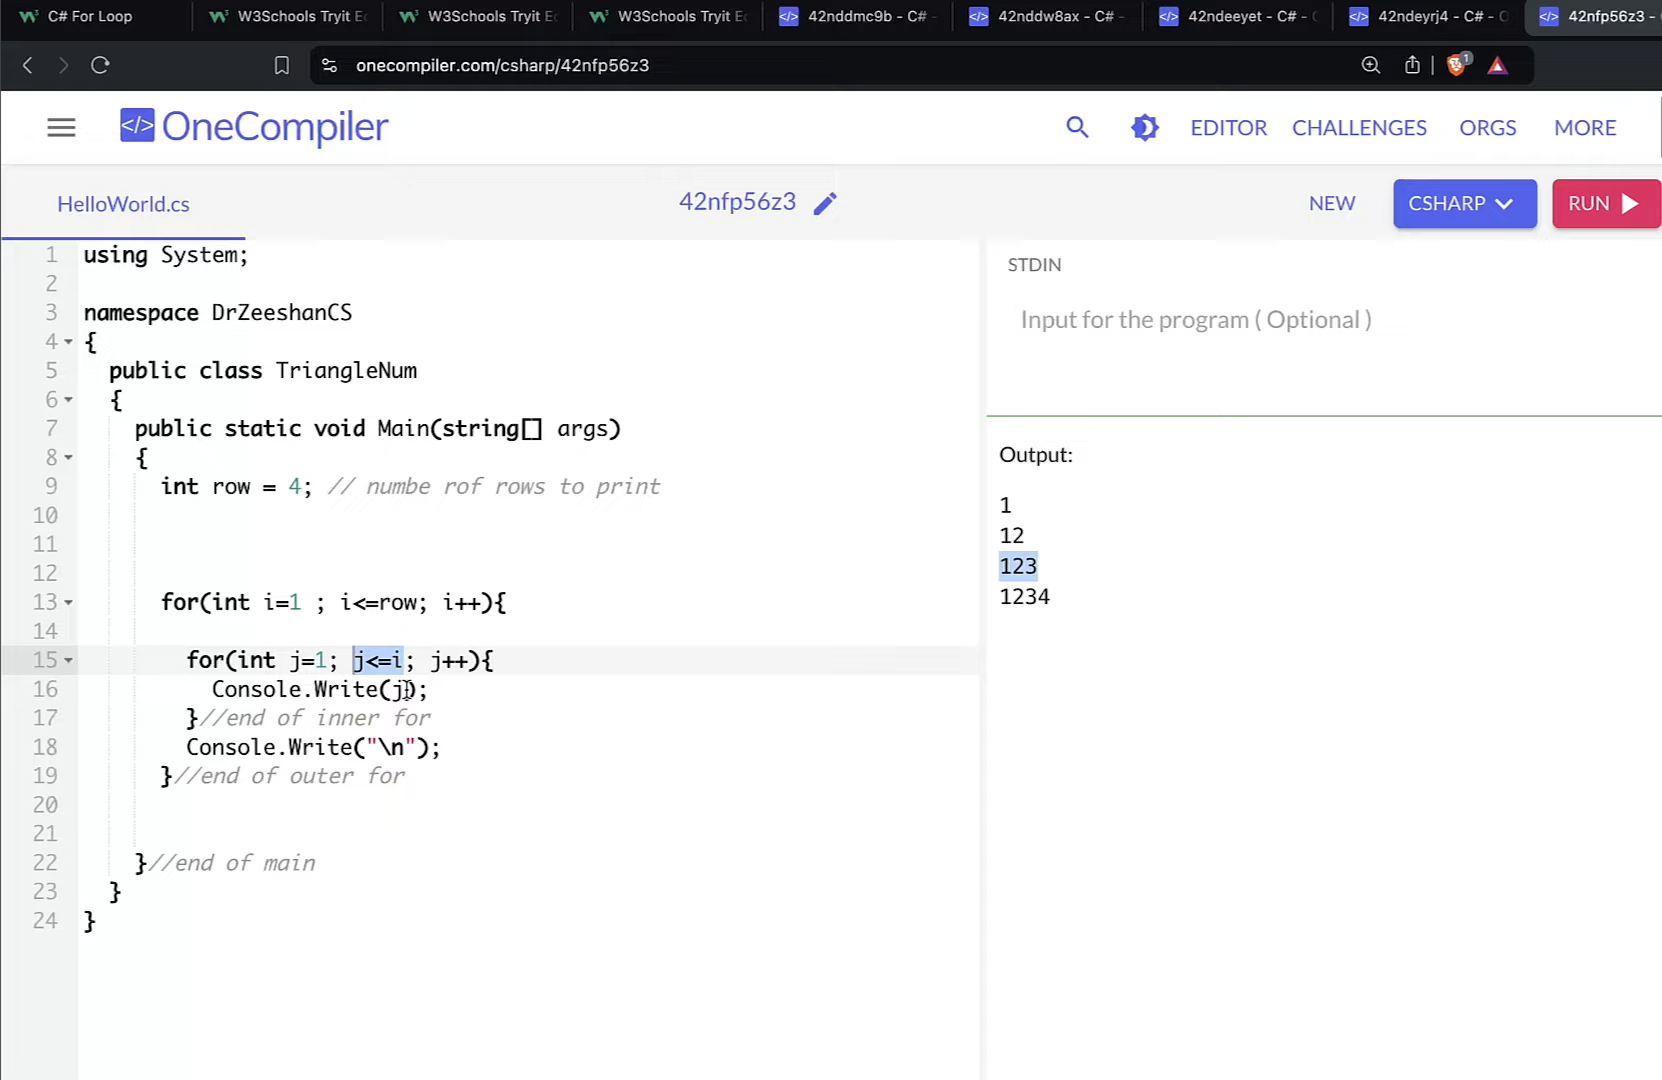 C# For Loop
W3Schools Tryit E
W3Schools Tryit E
W3Schools Tryit E
42nddmc9b - C# -
42nddw8ax - C# -
42ndeeyet - C# -
42ndeyrj4 - C# -
42nfp56z3 -
onecompiler.com/csharp/42nfp56z3
1
</> OneCompiler
EDITOR
CHALLENGES
ORGS
MORE
HelloWorld.cs
42nfp56z3
NEW
CSHARP
RUN
1 using System;
2
3 namespace DrZeeshanCS
4 {
5 public class TriangleNum
6 {
7 public static void Main(string[] args)
8 {
9 int row = 4; // numbe rof rows to print
10
11
12
13 for(int i=1 ; i<=row; i++){
14
15 for(int j=1; j<=i; j++){
16 Console.Write(j);
17 }//end of inner for
18 Console.Write("\n");
19 }//end of outer for
20
21
22 }//end of main
23 }
24 }
STDIN
Input for the program ( Optional )
Output:
1
12
123
1234